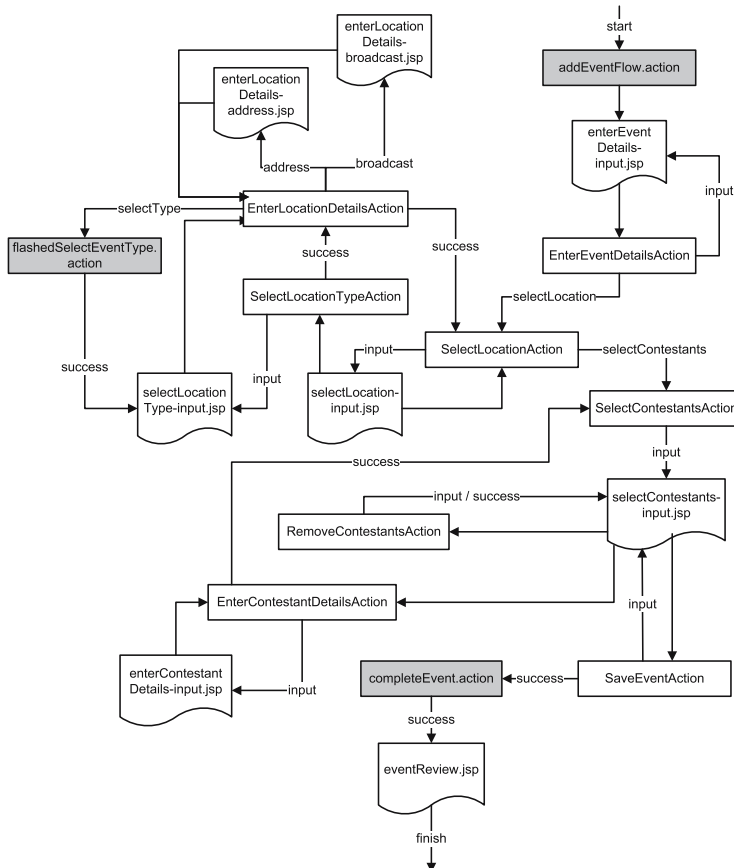 start
addEventFlow.action
enterLocation
Details-
broadcast.jsp
enterLocation
Details-
address.jsp
enterEvent
Details-
input.jsp
address
broadcast
input
selectType
EnterLocationDetailsAction
flashedSelectEventType.
action
success
success
EnterEventDetailsAction
SelectLocationTypeAction
selectLocation
success
input
input
SelectLocationAction
selectContestants
selectLocation
Type-input.jsp
selectLocation-
input.jsp
SelectContestantsAction
success
input
input / success
selectContestants-
input.jsp
RemoveContestantsAction
EnterContestantDetailsAction
input
enterContestant
Details-input.jsp
input
completeEvent.action
success
SaveEventAction
success
eventReview.jsp
finish